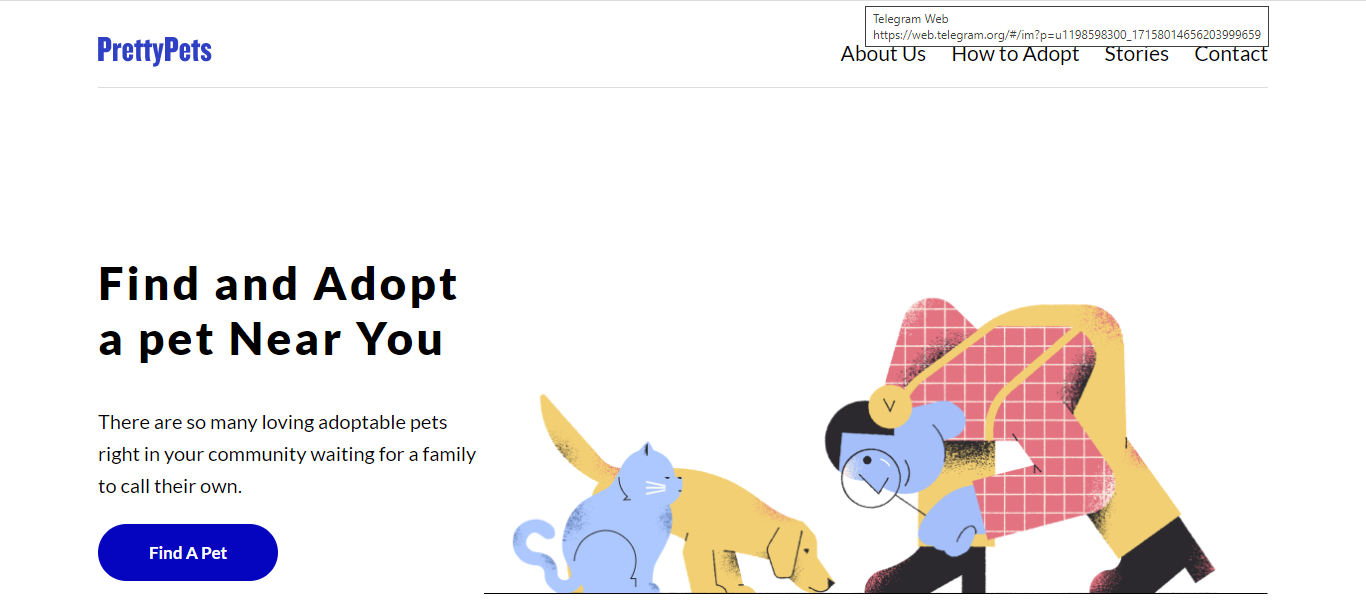 Telegram Web
https://web.telegram.org/#/im?p=u1198598300_17158014656203999659
PrettyPets
About Us How to Adopt Stories Contact
Find and Adopt
a pet Near You
There are so many loving adoptable pets
right in your community waiting for a family
to call their own.
Find A Pet